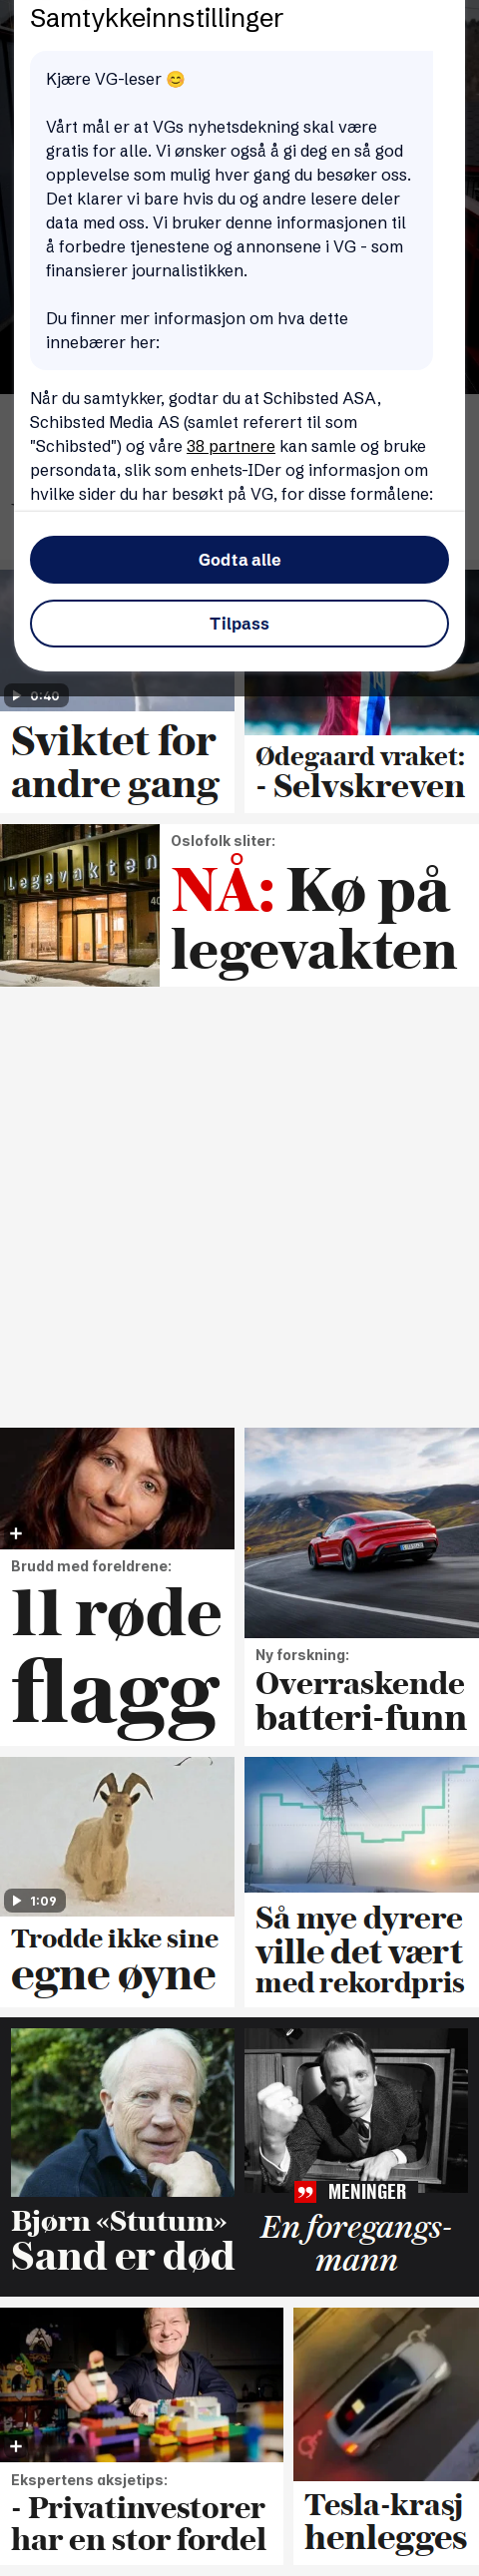 Samtykkeinnstillinger
Kjære VG-leser 😊
Vårt mål er at VGs nyhetsdekning skal være
gratis for alle. Vi ønsker også å gi deg en så god
opplevelse som mulig hver gang du besøker oss.
Det klarer vi bare hvis du og andre lesere deler
data med oss. Vi bruker denne informasjonen til
å forbedre tjenestene og annonsene i VG - som
finansierer journalistikken.
Du finner mer informasjon om hva dette
innebærer her:
Når du samtykker, godtar du at Schibsted ASA,
Schibsted Media AS (samlet referert til som
"Schibsted") og våre 38 partnere kan samle og bruke
persondata, slik som enhets-IDer og informasjon om
hvilke sider du har besøkt på VG, for disse formålene:
Godta alle
Tilpass
0:40
Sviktet for
andre gang
Ødegaard vraket:
- Selvskreven
legevakten
40
Oslofolk sliter:
NÅ: Kø på
legevakten
Brudd med foreldrene:
11 røde
flagg
Ny forskning:
Overraskende
batteri-funn
1:09
Trodde ikke sine
egne øyne
Så mye dyrere
ville det vært
med rekordpris
Bjørn «Stutum»
Sand er død
MENINGER
En foregangs-
mann
Ekspertens aksjetips:
- Privatinvestorer
har en stor fordel
Tesla-krasj
henlegges